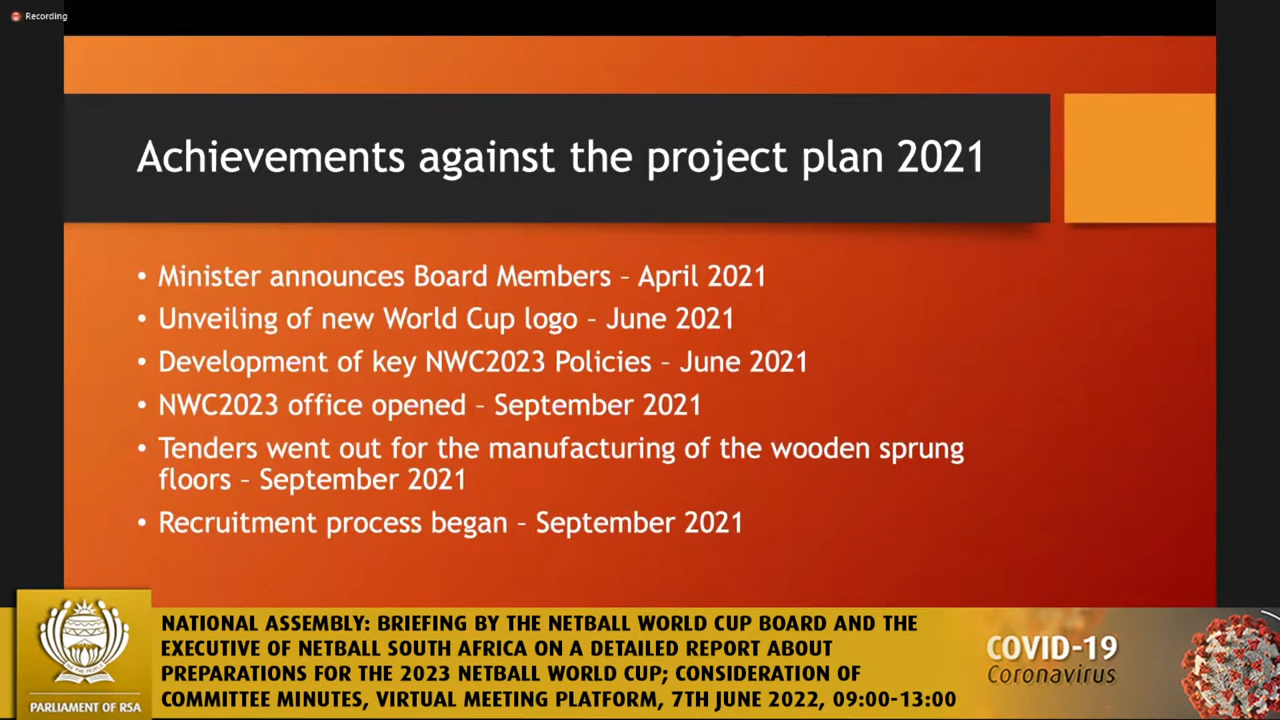 Recording
Achievements against the project plan 2021
• Minister announces Board Members – April 2021
• Unveiling of new World Cup logo – June 2021
• Development of key NWC2023 Policies – June 2021
• NWC2023 office opened – September 2021
• Tenders went out for the manufacturing of the wooden sprung
floors – September 2021
• Recruitment process began – September 2021
NATIONAL ASSEMBLY: BRIEFING BY THE NETBALL WORLD CUP BOARD AND THE
EXECUTIVE OF NETBALL SOUTH AFRICA ON A DETAILED REPORT ABOUT
PREPARATIONS FOR THE 2023 NETBALL WORLD CUP; CONSIDERATION OF
COMMITTEE MINUTES, VIRTUAL MEETING PLATFORM, 7TH JUNE 2022, 09:00-13:00
PARLIAMENT OF RSA
COVID-19
Coronavirus